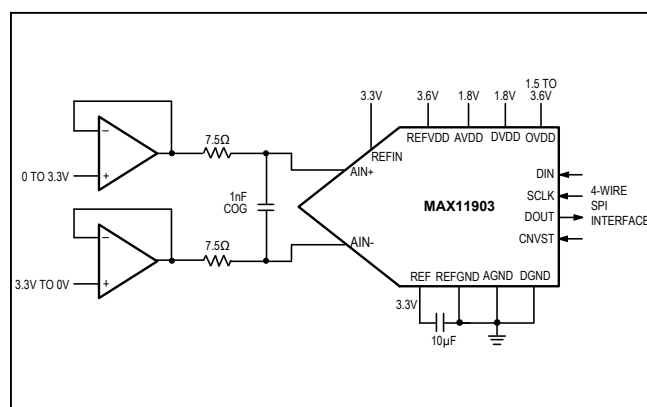 1.5 TO
3.3V 3.6V 1.8V 1.8V 3.6V
REFVDD AVDD DVDD OVDD
REFIN
7.5Ω
−
+
0 TO 3.3V
AIN+
DIN
1nF
COG
MAX11903
SCLK
4-WIRE
SPI
INTERFACE
DOUT
CNVST
7.5Ω
−
+
3.3V TO 0V
AIN-
REF REFGND AGND DGND
3.3V
10µF